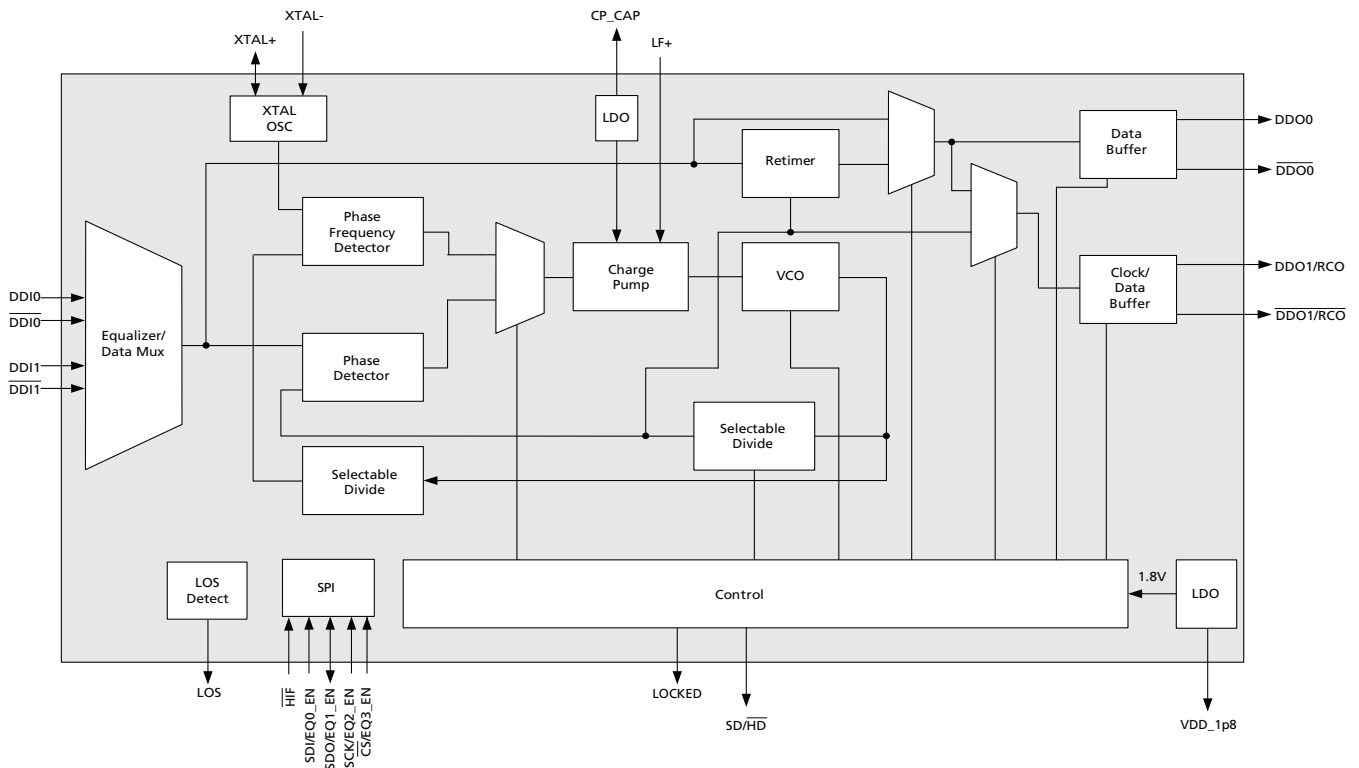 XTAL-
CP_CAP
XTAL+
LF+
XTAL
OSC
LDO
Data
Buffer
DDO0
DDO0
Retimer
Phase
Frequency
Detector
Charge
Pump
VCO
Clock/
Data
Buffer
DDO1/RCO
DDO1/RCO
DDI0
DDI0
DDI1
DDI1
Equalizer/
Data Mux
Phase
Detector
Selectable
Divide
Selectable
Divide
LOS
Detect
SPI
Control
1.8V
LDO
LOS
HIF
SDI/EQ0_EN
SDO/EQ1_EN
SCK/EQ2_EN
CS/EQ3_EN
LOCKED
SD/HD
VDD_1p8